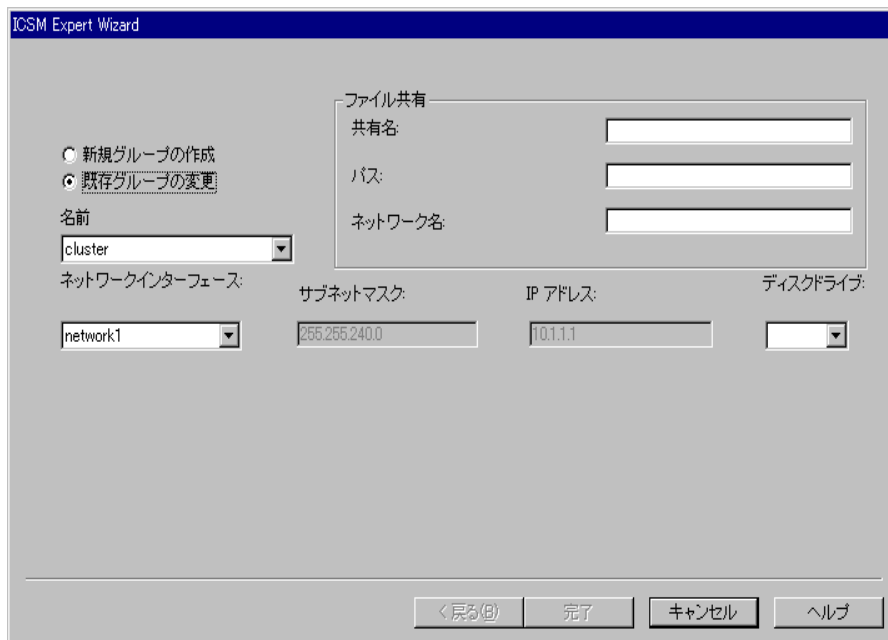 ICSM Expert Wizard
新規グループの作成
既存グループの変更
名前
cluster
ファイル共有
共有名:
パス:
ネットワーク名:
ネットワークインターフェース:
サブネットマスク:
IP アドレス:
ディスクドライブ:
network1
255.255.240.0
10.1.1.1
< 戻る(B)
完了
キャンセル
ヘルプ